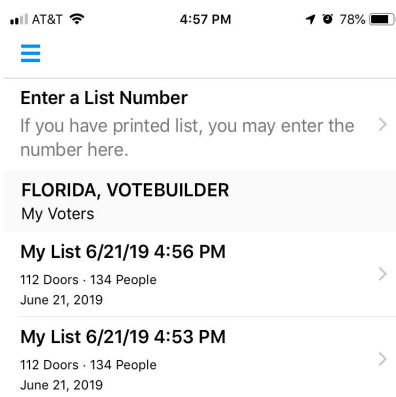 AT&T 4:57 PM 78%
Enter a List Number
If you have printed list, you may enter the
number here.
FLORIDA, VOTEBUILDER
My Voters
My List 6/21/19 4:56 PM
112 Doors · 134 People
June 21, 2019
My List 6/21/19 4:53 PM
112 Doors · 134 People
June 21, 2019